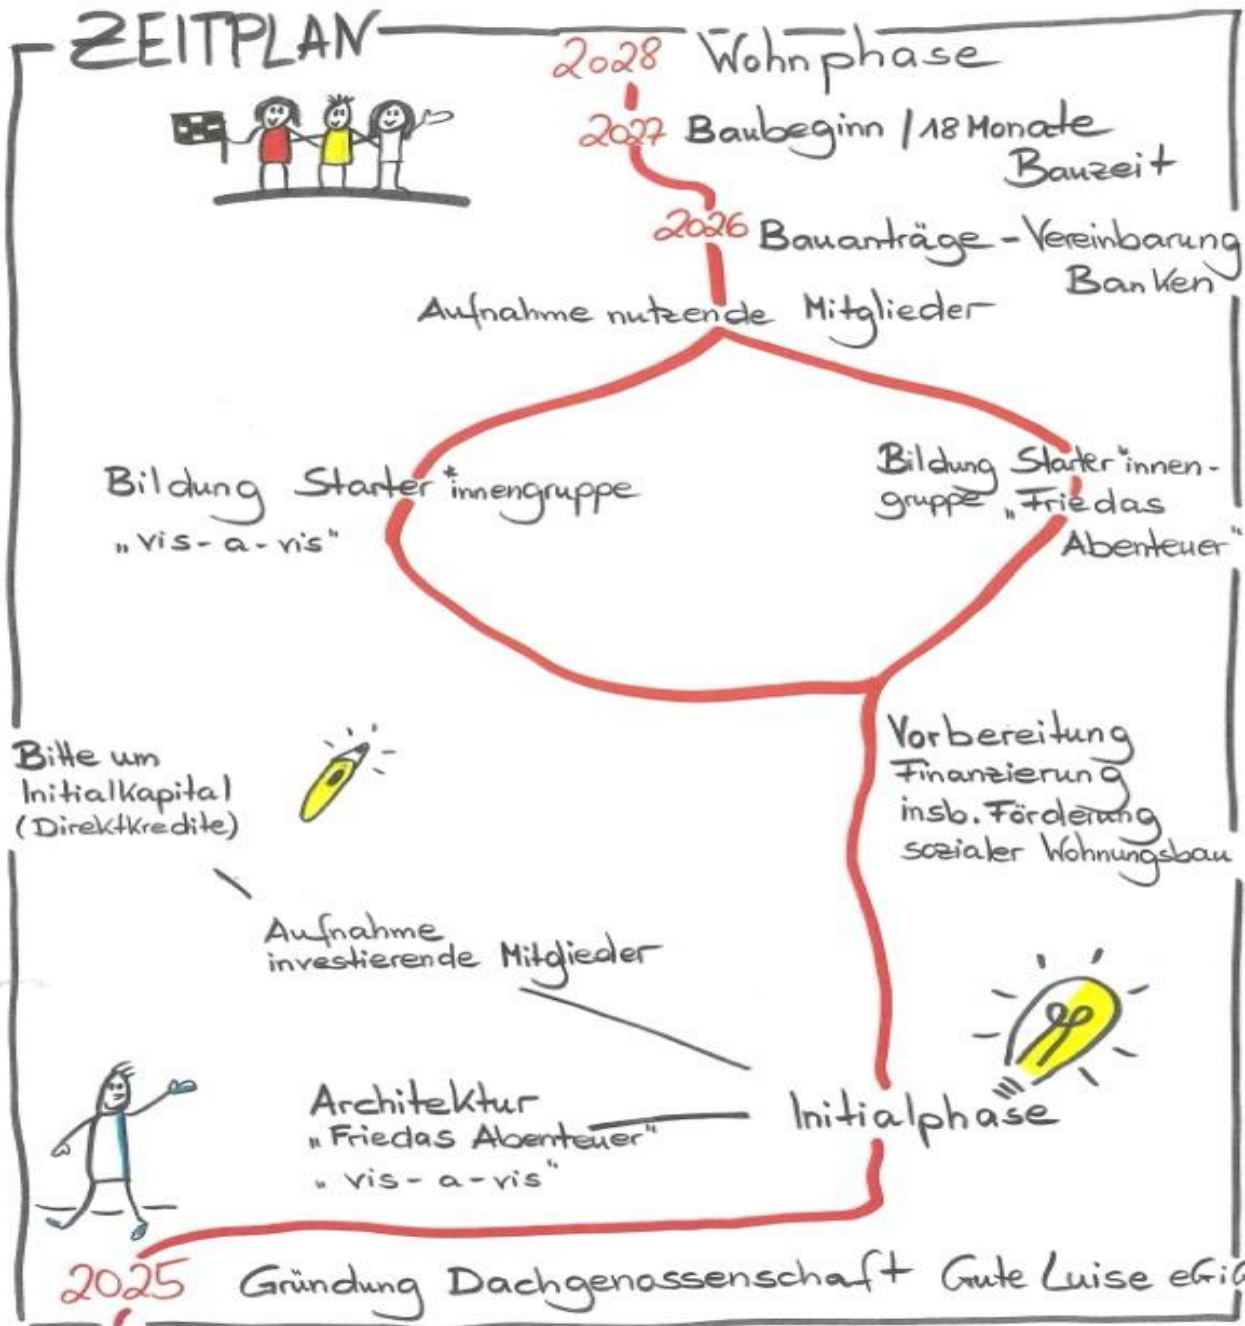 ZEITPLAN
2028 Wohnphase
2027 Baubeginn / 18 Monate
Bauzeit
2026 Bauanträge - Vereinbarung
Banken
Aufnahme nutzende Mitglieder
Bildung Starter*innengruppe
„vis-a-vis“
Bildung Starter*innen-
gruppe „Friedas
Abenteuer“
Vorbereitung
Finanzierung
insb. Förderung
sozialer Wohnungsbau
Bitte um
Initialkapital
(Direktkredite)
Aufnahme
investierende Mitglieder
Architektur
„Friedas Abenteuer“
„vis-a-vis“
Initialphase
2025 Gründung Dachgenossenschaft Gute Luise